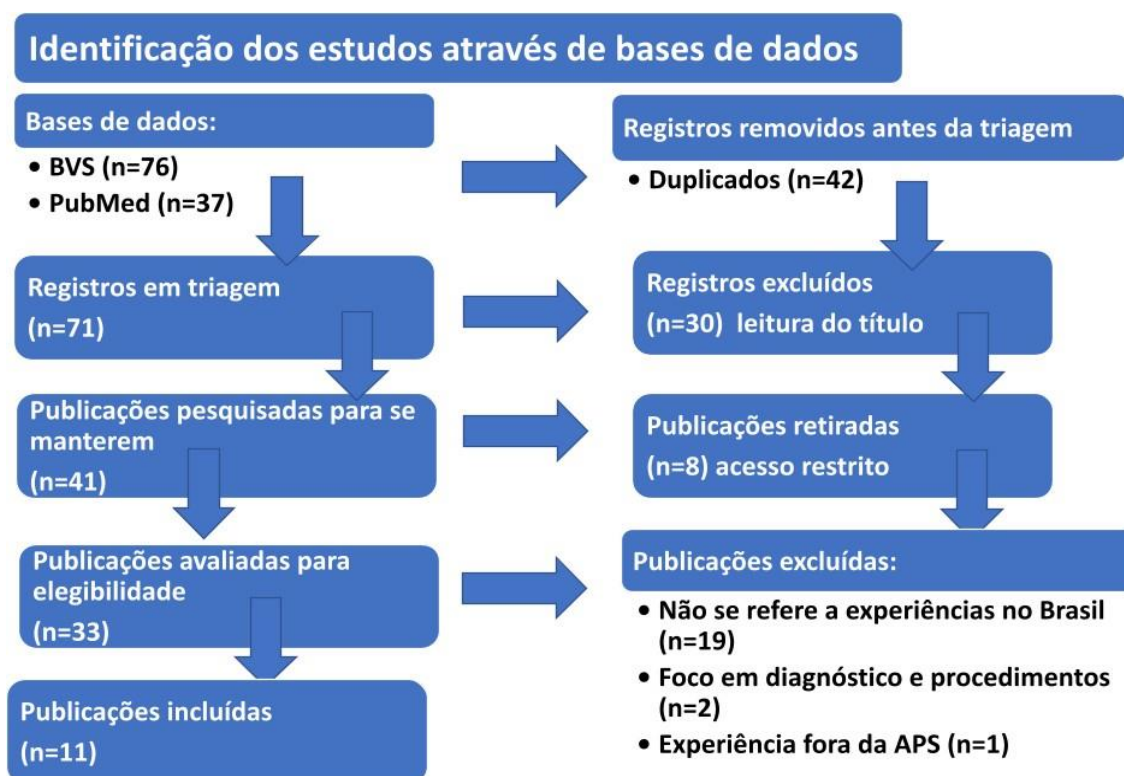 Identificação dos estudos através de bases de dados
Bases de dados:
• BVS (n=76)
• PubMed (n=37)
Registros removidos antes da triagem
• Duplicados (n=42)
Registros em triagem
(n=71)
Registros excluídos
(n=30) leitura do título
Publicações pesquisadas para se
manterem
(n=41)
Publicações retiradas
(n=8) acesso restrito
Publicações avaliadas para
elegibilidade
(n=33)
Publicações excluídas:
• Não se refere a experiências no Brasil
(n=19)
• Foco em diagnóstico e procedimentos
(n=2)
• Experiência fora da APS (n=1)
Publicações incluídas
(n=11)